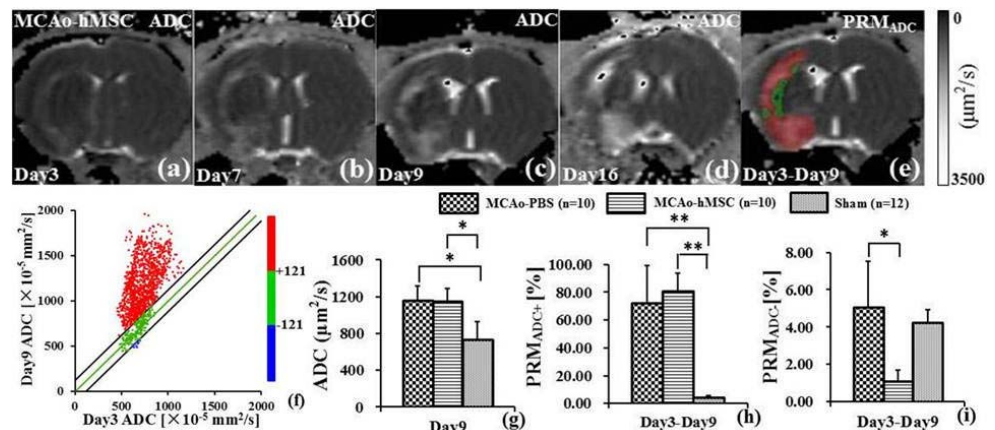 MCAo-hMSC ADC
Day3 (a)
ADC
Day7 (b)
ADC
Day9 (c)
ADC
Day16 (d)
PRMADC
Day3-Day9 (e)
0
(µm²/s)
3500
MCAo-PBS (n=10) MCAo-hMSC (n=10) Sham (n=12)
Day9 ADC [×10⁻⁵ mm²/s]
2000
1500
1000
500
0
0 500 1000 1500 2000
Day3 ADC [×10⁻⁵ mm²/s]
+121
-121
(f)
ADC (µm²/s)
1600
1200
800
400
0
*
*
Day9 (g)
PRMADC+ [%]
100.00
80.00
60.00
40.00
20.00
0.00
**
**
Day3-Day9 (h)
PRMADC- [%]
8.00
6.00
4.00
2.00
0.00
*
Day3-Day9 (i)